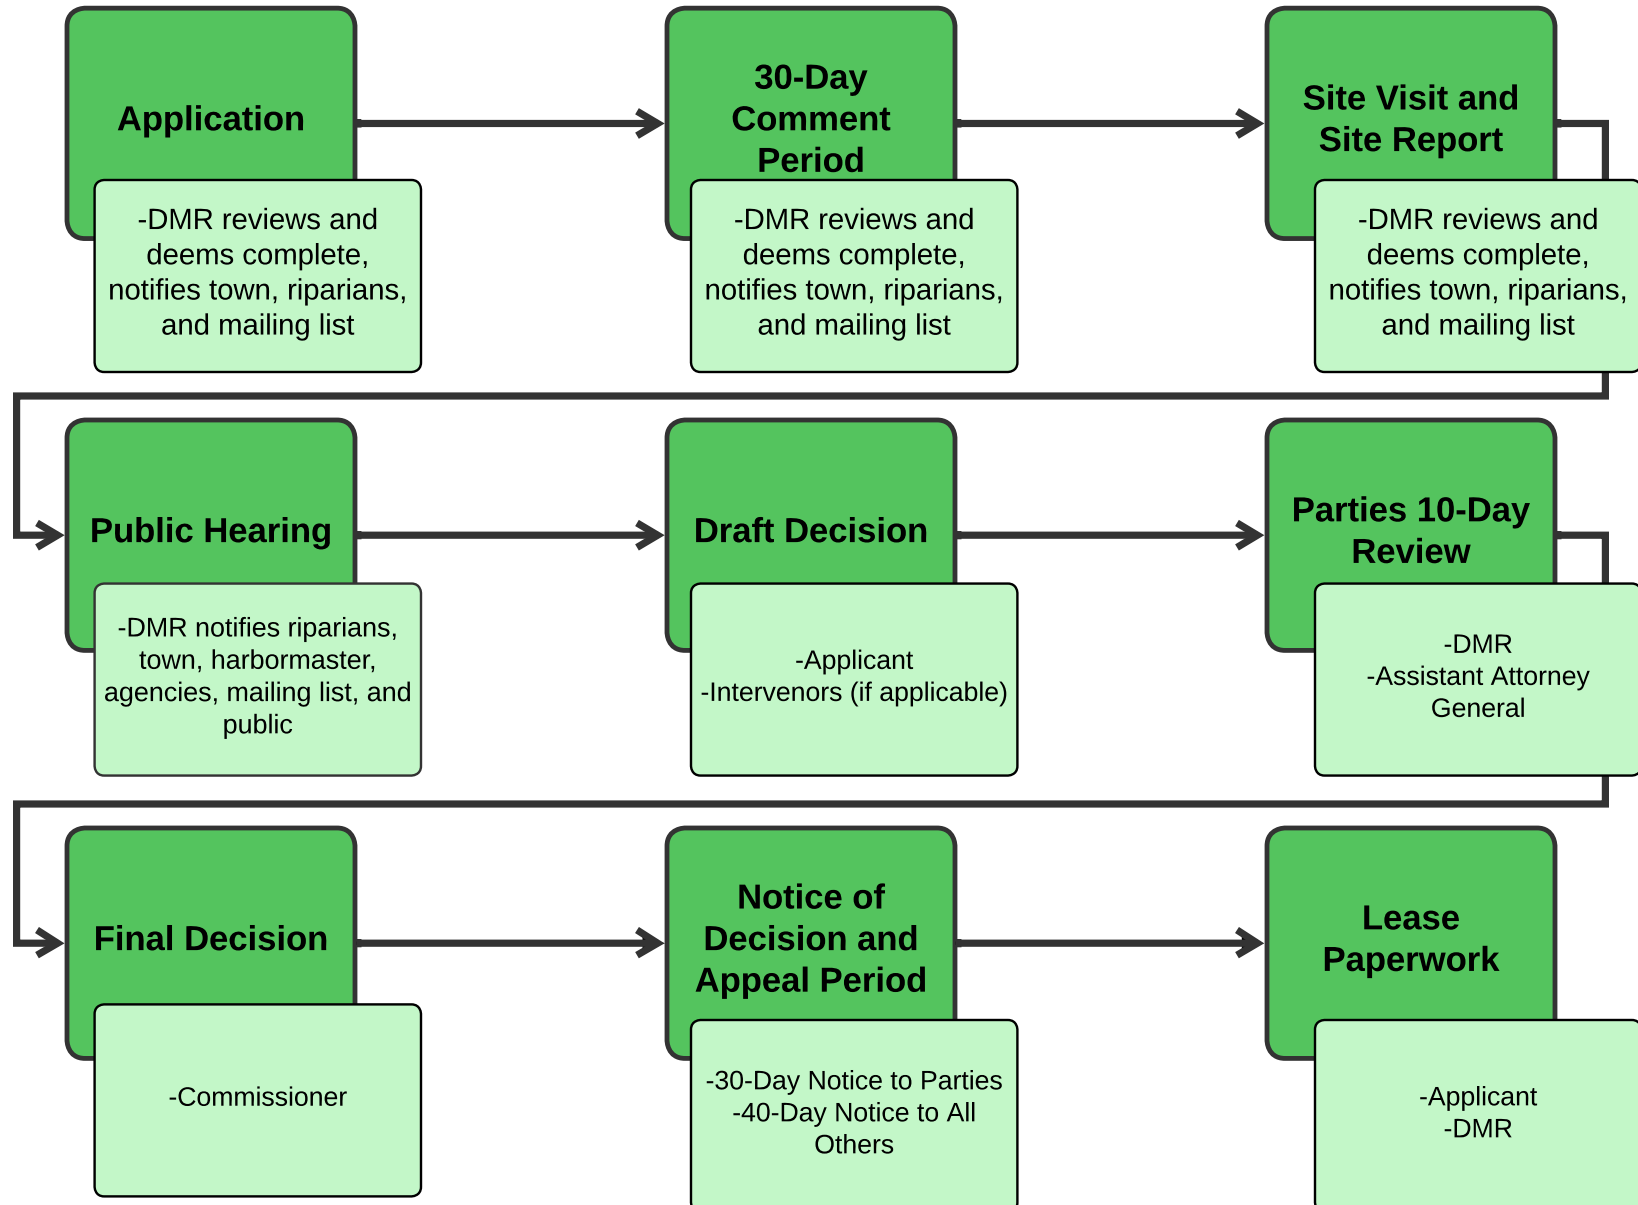 Application
-DMR reviews and
deems complete,
notifies town, riparians,
and mailing list
30-Day
Comment
Period
-DMR reviews and
deems complete,
notifies town, riparians,
and mailing list
Site Visit and
Site Report
-DMR reviews and
deems complete,
notifies town, riparians,
and mailing list
Public Hearing
-DMR notifies riparians,
town, harbormaster,
agencies, mailing list, and
public
Draft Decision
-Applicant
-Intervenors (if applicable)
Parties 10-Day
Review
-DMR
-Assistant Attorney
General
Final Decision
-Commissioner
Notice of
Decision and
Appeal Period
-30-Day Notice to Parties
-40-Day Notice to All
Others
Lease
Paperwork
-Applicant
-DMR